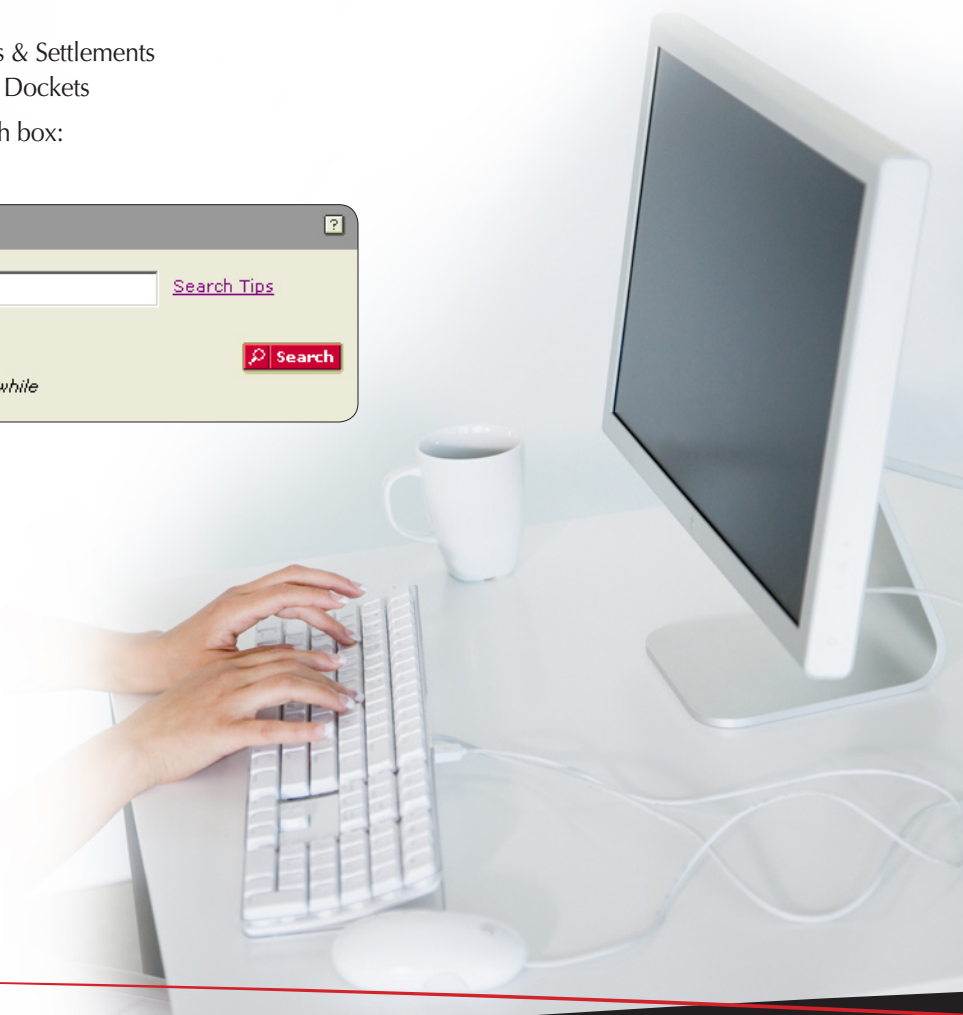 s & Settlements
Dockets
h box:
?
Search Tips
Search
while